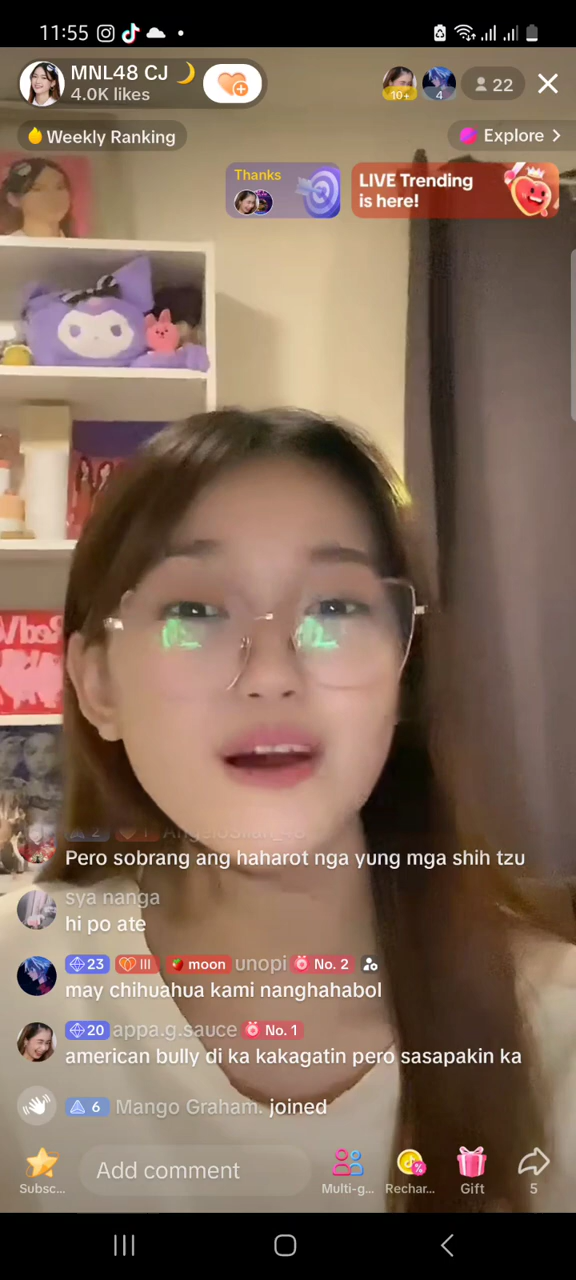 11:55
MNL48 CJ 🌙
4.0K likes
10+
4
22
Weekly Ranking
Explore >
Thanks
LIVE Trending
is here!
2 1 AngeloJulian_48
Pero sobrang ang haharot nga yung mga shih tzu
sya nanga
hi po ate
23 III moon unopi No. 2
may chihuahua kami nanghahabol
20 appa.g.sauce No. 1
american bully di ka kakagatin pero sasapakin ka
6 Mango Graham. joined
Add comment
Subsc...
Multi-g...
Rechar...
Gift
5